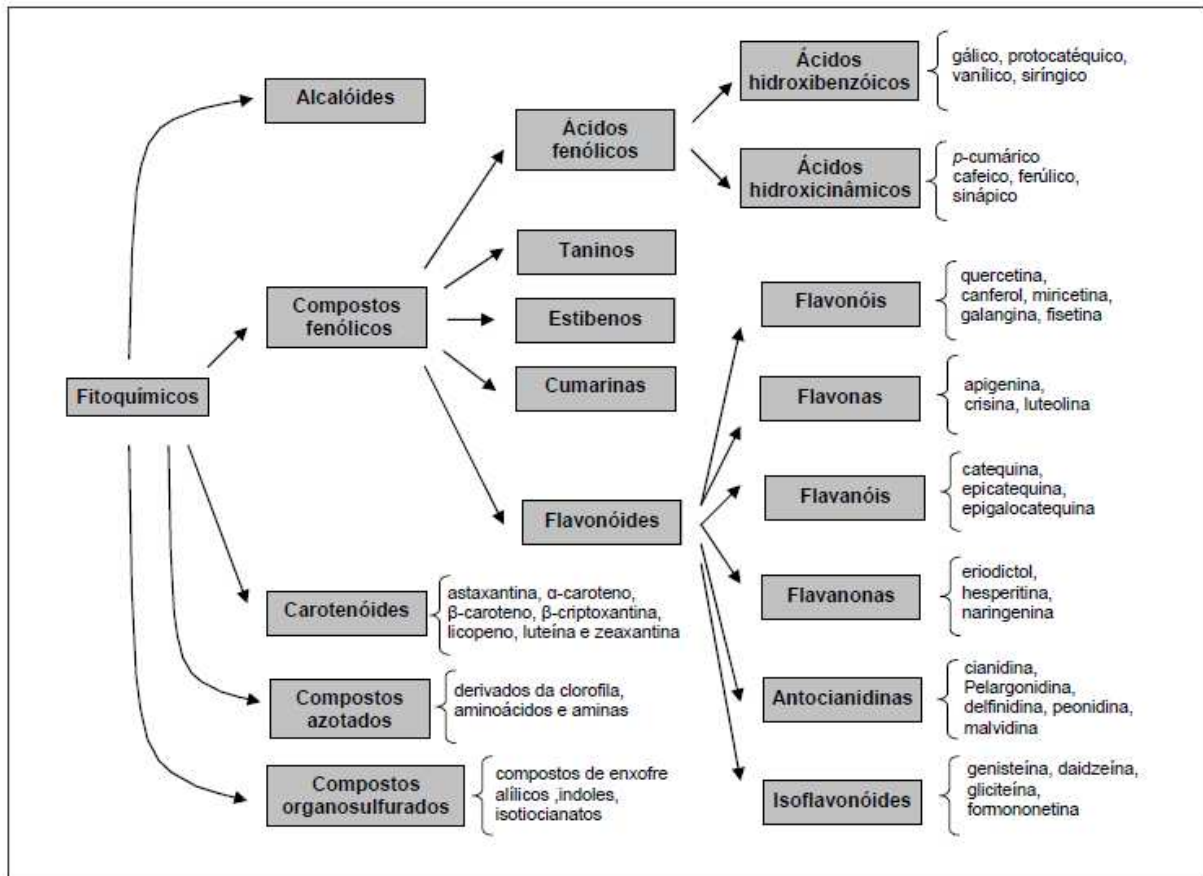 Fitoquímicos
Alcalóides
Compostos
fenólicos
Ácidos
fenólicos
Ácidos
hidroxibenzóicos
gálico, protocatéquico,
vanílico, siríngico
Ácidos
hidroxicinâmicos
p-cumárico
cafeico, ferúlico,
sinápico
Taninos
Estibenos
Cumarinas
Flavonóides
Flavonóis
quercetina,
canferol, miricetina,
galangina, fisetina
Flavonas
apigenina,
crisina, luteolina
Flavanóis
catequina,
epicatequina,
epigalocatequina
Flavanonas
eriodictol,
hesperitina,
naringenina
Antocianidinas
cianidina,
Pelargonidina,
delfinidina, peonidina,
malvidina
Isoflavonóides
genisteína, daidzeína,
gliciteína,
formononetina
Carotenóides
astaxantina, α-caroteno,
β-caroteno, β-criptoxantina,
licopeno, luteína e zeaxantina
Compostos
azotados
derivados da clorofila,
aminoácidos e aminas
Compostos
organosulfurados
compostos de enxofre
alílicos ,indoles,
isotiocianatos